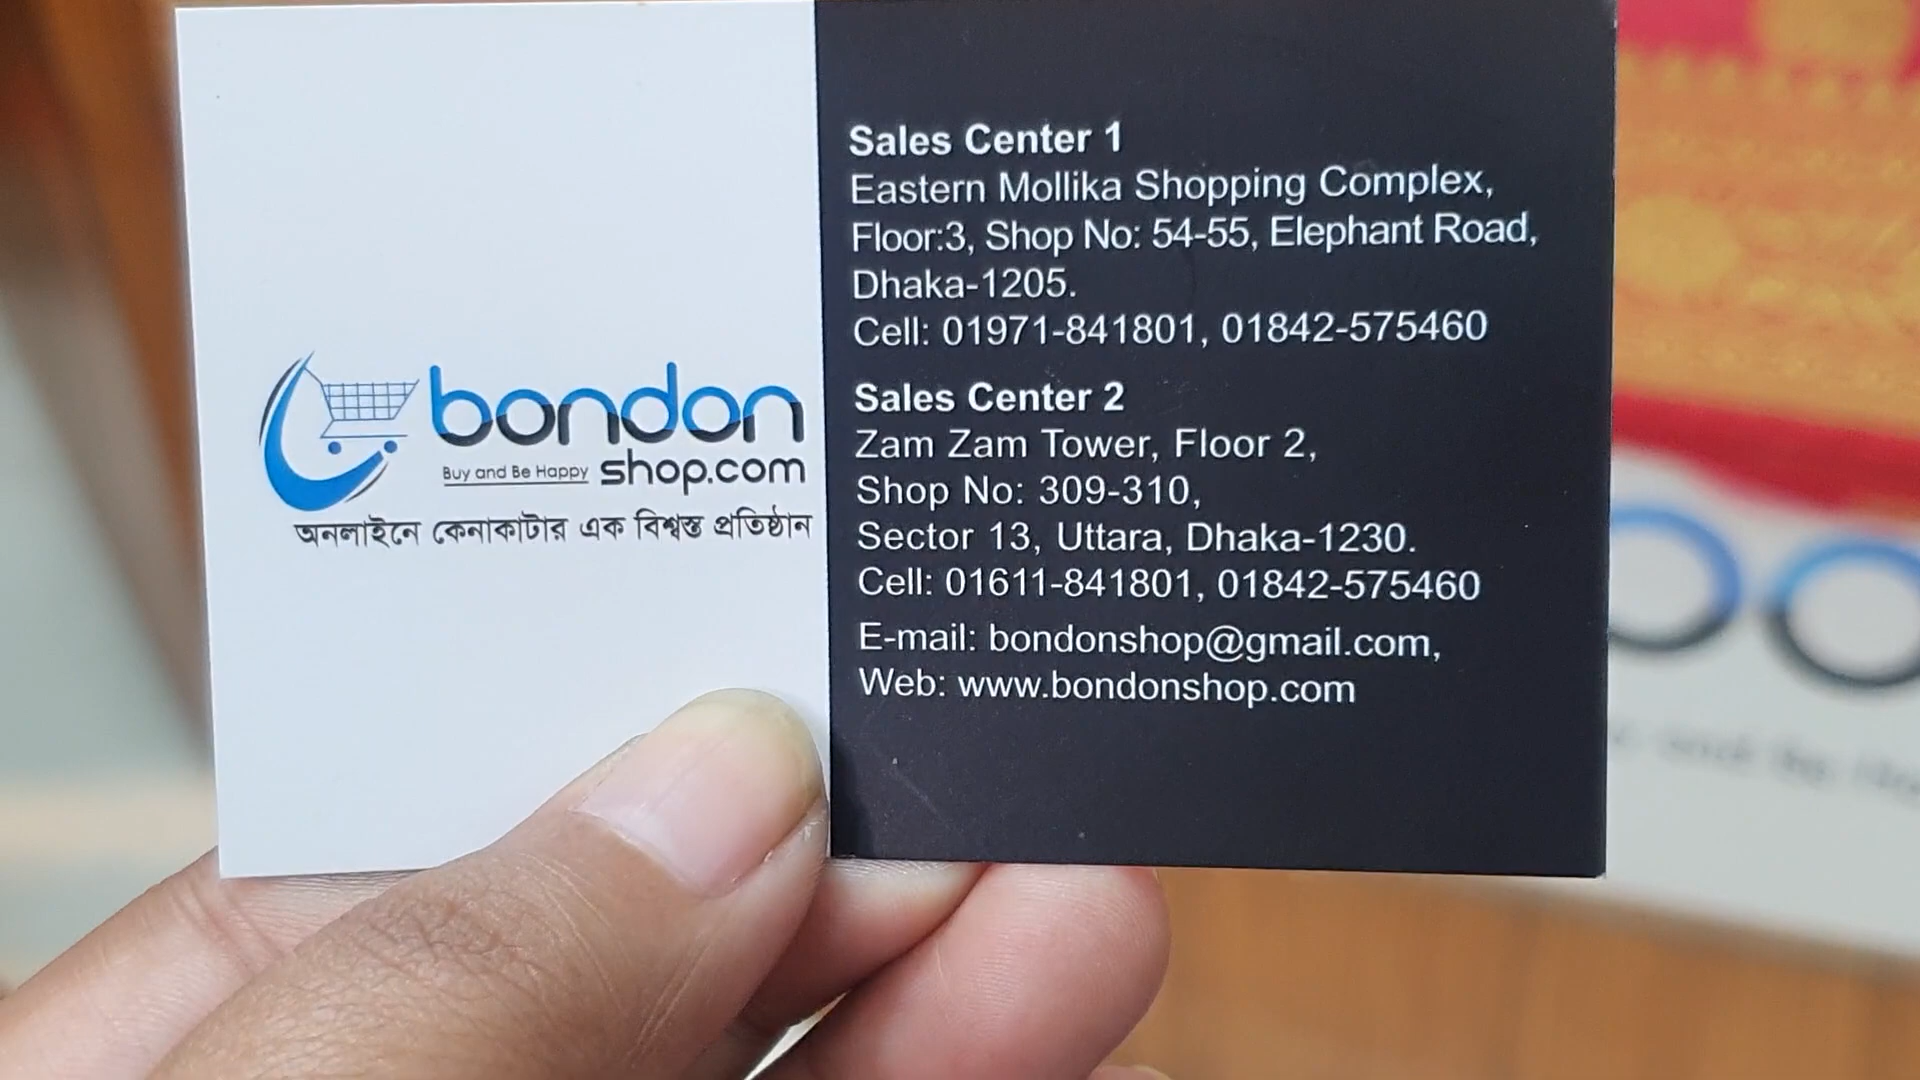 bondon
Buy and Be Happy shop.com
অনলাইনে কেনাকাটার এক বিশ্বস্ত প্রতিষ্ঠান
Sales Center 1
Eastern Mollika Shopping Complex,
Floor:3, Shop No: 54-55, Elephant Road,
Dhaka-1205.
Cell: 01971-841801, 01842-575460
Sales Center 2
Zam Zam Tower, Floor 2,
Shop No: 309-310,
Sector 13, Uttara, Dhaka-1230.
Cell: 01611-841801, 01842-575460
E-mail: bondonshop@gmail.com,
Web: www.bondonshop.com